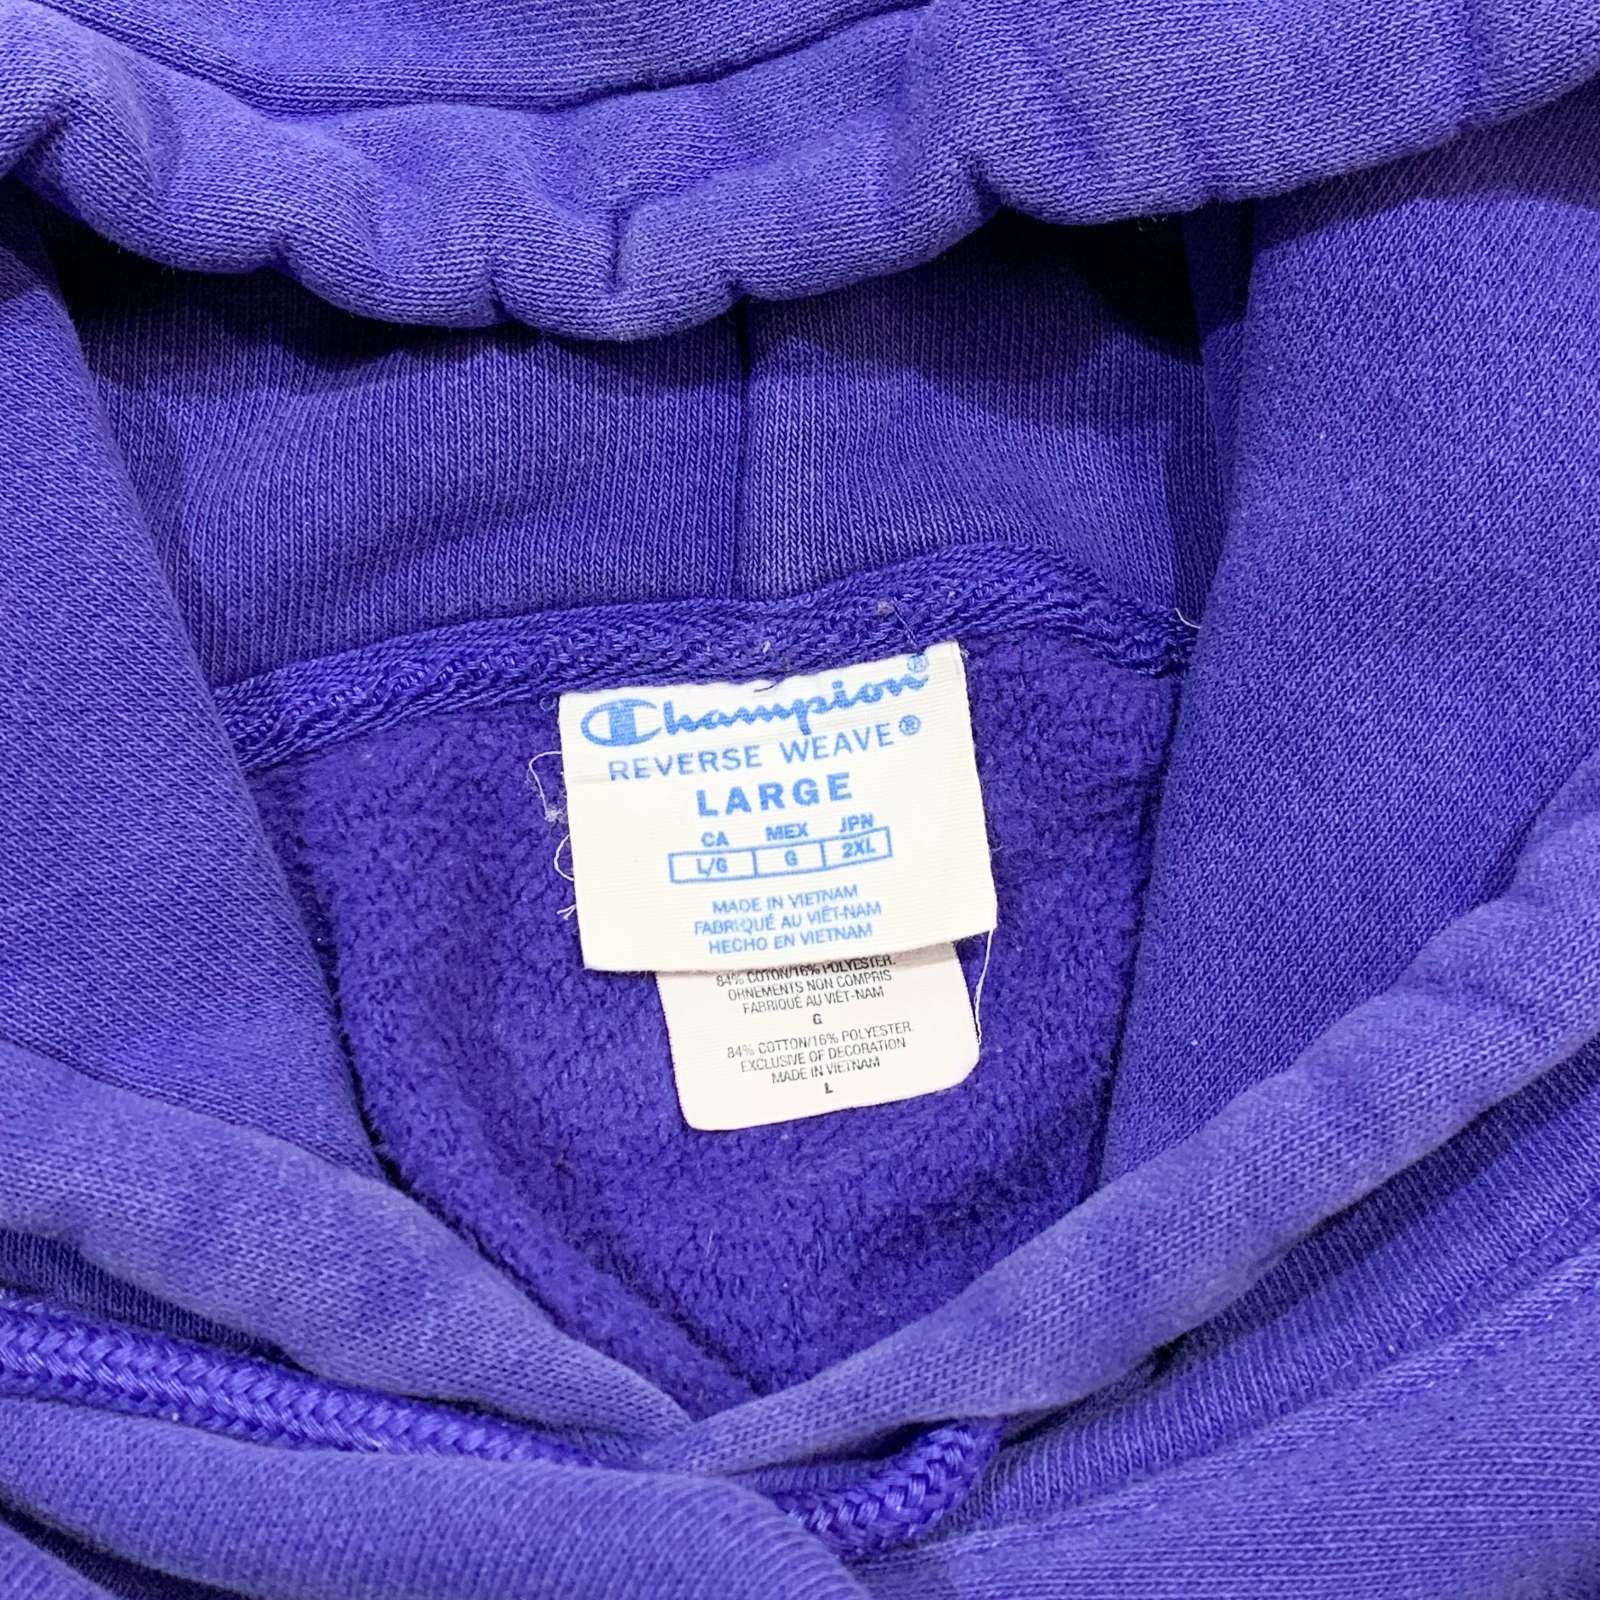 Champion®
REVERSE WEAVE®
LARGE
CA MEX JPN
L/G G 2XL
MADE IN VIETNAM
FABRIQUÉ AU VIÊT-NAM
HECHO EN VIETNAM
84% COTON/16% POLYESTER.
ORNEMENTS NON COMPRIS
FABRIQUÉ AU VIÊT-NAM
G
84% COTTON/16% POLYESTER.
EXCLUSIVE OF DECORATION
MADE IN VIETNAM
L